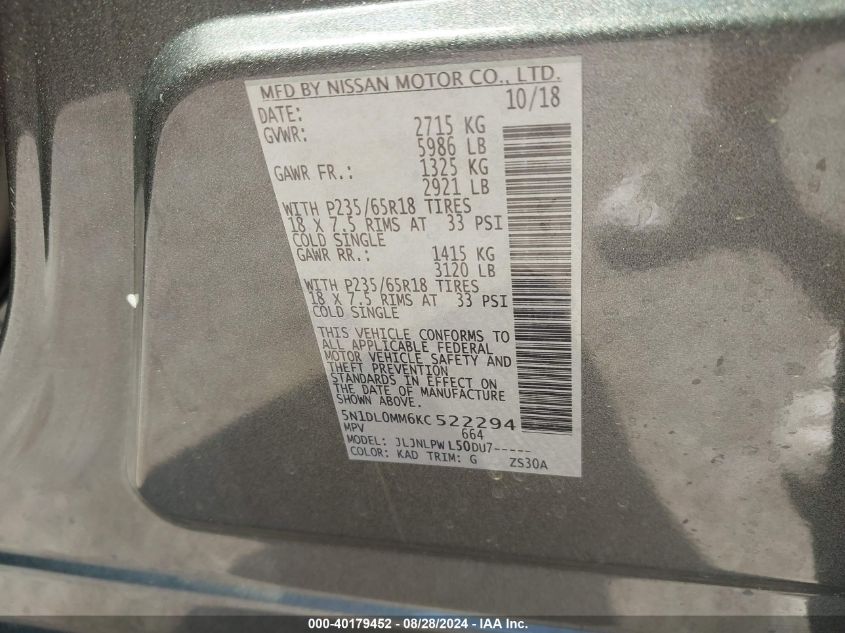 MFD BY NISSAN MOTOR CO., LTD.
DATE: 10/18
GVWR: 2715 KG
5986 LB
GAWR FR.: 1325 KG
2921 LB
WITH P235/65R18 TIRES
18 X 7.5 RIMS AT 33 PSI
COLD SINGLE
GAWR RR.: 1415 KG
3120 LB
WITH P235/65R18 TIRES
18 X 7.5 RIMS AT 33 PSI
COLD SINGLE
THIS VEHICLE CONFORMS TO
ALL APPLICABLE FEDERAL
MOTOR VEHICLE SAFETY AND
THEFT PREVENTION
STANDARDS IN EFFECT ON
THE DATE OF MANUFACTURE
SHOWN ABOVE.
5N1DL0MM6KC522294
MPV 664
MODEL: JLJNLPWL50DU7-----
COLOR: KAD TRIM: G ZS30A
000-40179452 - 08/28/2024 - IAA Inc.